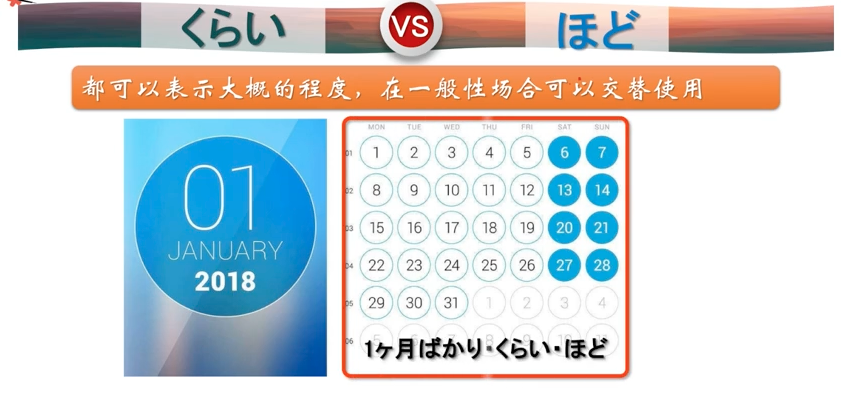 くらい VS ほど
都可以表示大概的程度，在一般性场合可以交替使用
01
JANUARY
2018
MON TUE WED THU FRI SAT SUN
01 1 2 3 4 5 6 7
02 8 9 10 11 12 13 14
03 15 16 17 18 19 20 21
04 22 23 24 25 26 27 28
05 29 30 31 1 2 3 4
06
1ヶ月ばかり・くらい・ほど